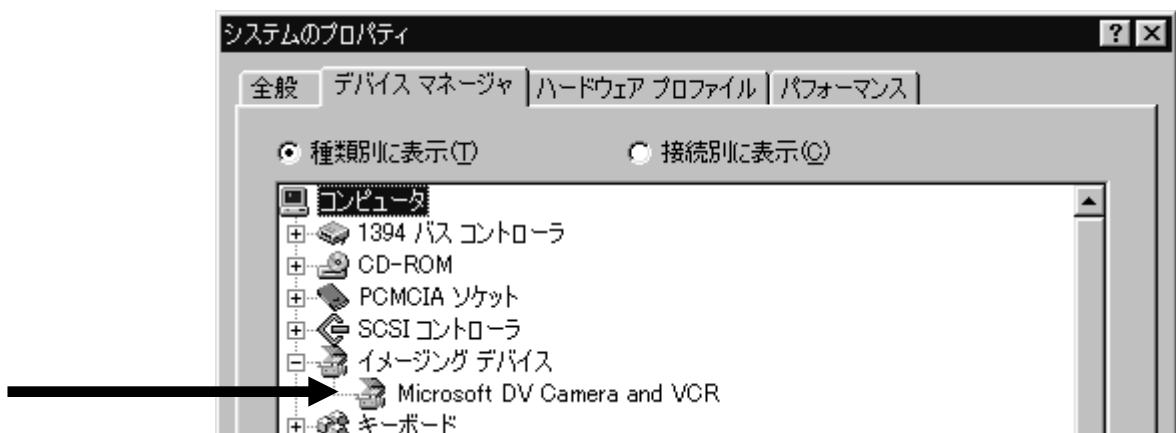 システムのプロパティ
全般 デバイス マネージャ ハードウェア プロファイル パフォーマンス
種類別に表示(T) 接続別に表示(C)
コンピュータ
1394 バス コントローラ
CD-ROM
PCMCIA ソケット
SCSI コントローラ
イメージング デバイス
Microsoft DV Camera and VCR
キーボード